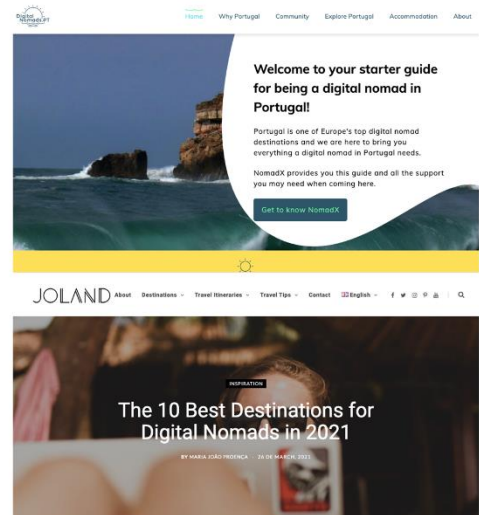 Digital
Nomads.PT
Home Why Portugal Community Explore Portugal Accommodation About
Welcome to your starter guide
for being a digital nomad in
Portugal!
Portugal is one of Europe's top digital nomad
destinations and we are here to bring you
everything a digital nomad in Portugal needs.
NomadX provides you this guide and all the support
you may need when coming here.
Get to know NomadX
JOLAND About Destinations Travel Itineraries Travel Tips Contact English
INSPIRATION
The 10 Best Destinations for
Digital Nomads in 2021
BY MARIA JOÃO PROENÇA - 26 DE MARCH, 2021